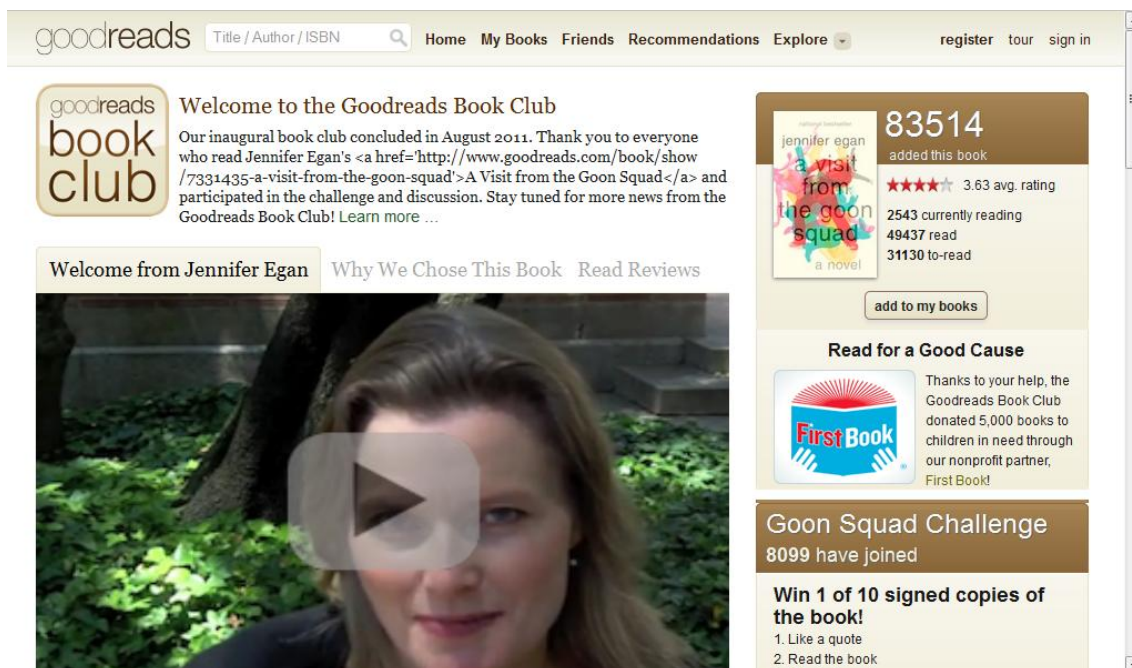 goodreads
Title / Author / ISBN
Home My Books Friends Recommendations Explore
register tour sign in
goodreads
book
club
Welcome to the Goodreads Book Club
Our inaugural book club concluded in August 2011. Thank you to everyone
who read Jennifer Egan's <a href='http://www.goodreads.com/book/show
/7331435-a-visit-from-the-goon-squad'>A Visit from the Goon Squad</a> and
participated in the challenge and discussion. Stay tuned for more news from the
Goodreads Book Club! Learn more …
Welcome from Jennifer Egan Why We Chose This Book Read Reviews
national bestseller
jennifer egan
a visit
from
the goon
squad
a novel
83514
added this book
3.63 avg. rating
2543 currently reading
49437 read
31130 to-read
add to my books
Read for a Good Cause
First Book
Thanks to your help, the
Goodreads Book Club
donated 5,000 books to
children in need through
our nonprofit partner,
First Book!
Goon Squad Challenge
8099 have joined
Win 1 of 10 signed copies of
the book!
1. Like a quote
2. Read the book